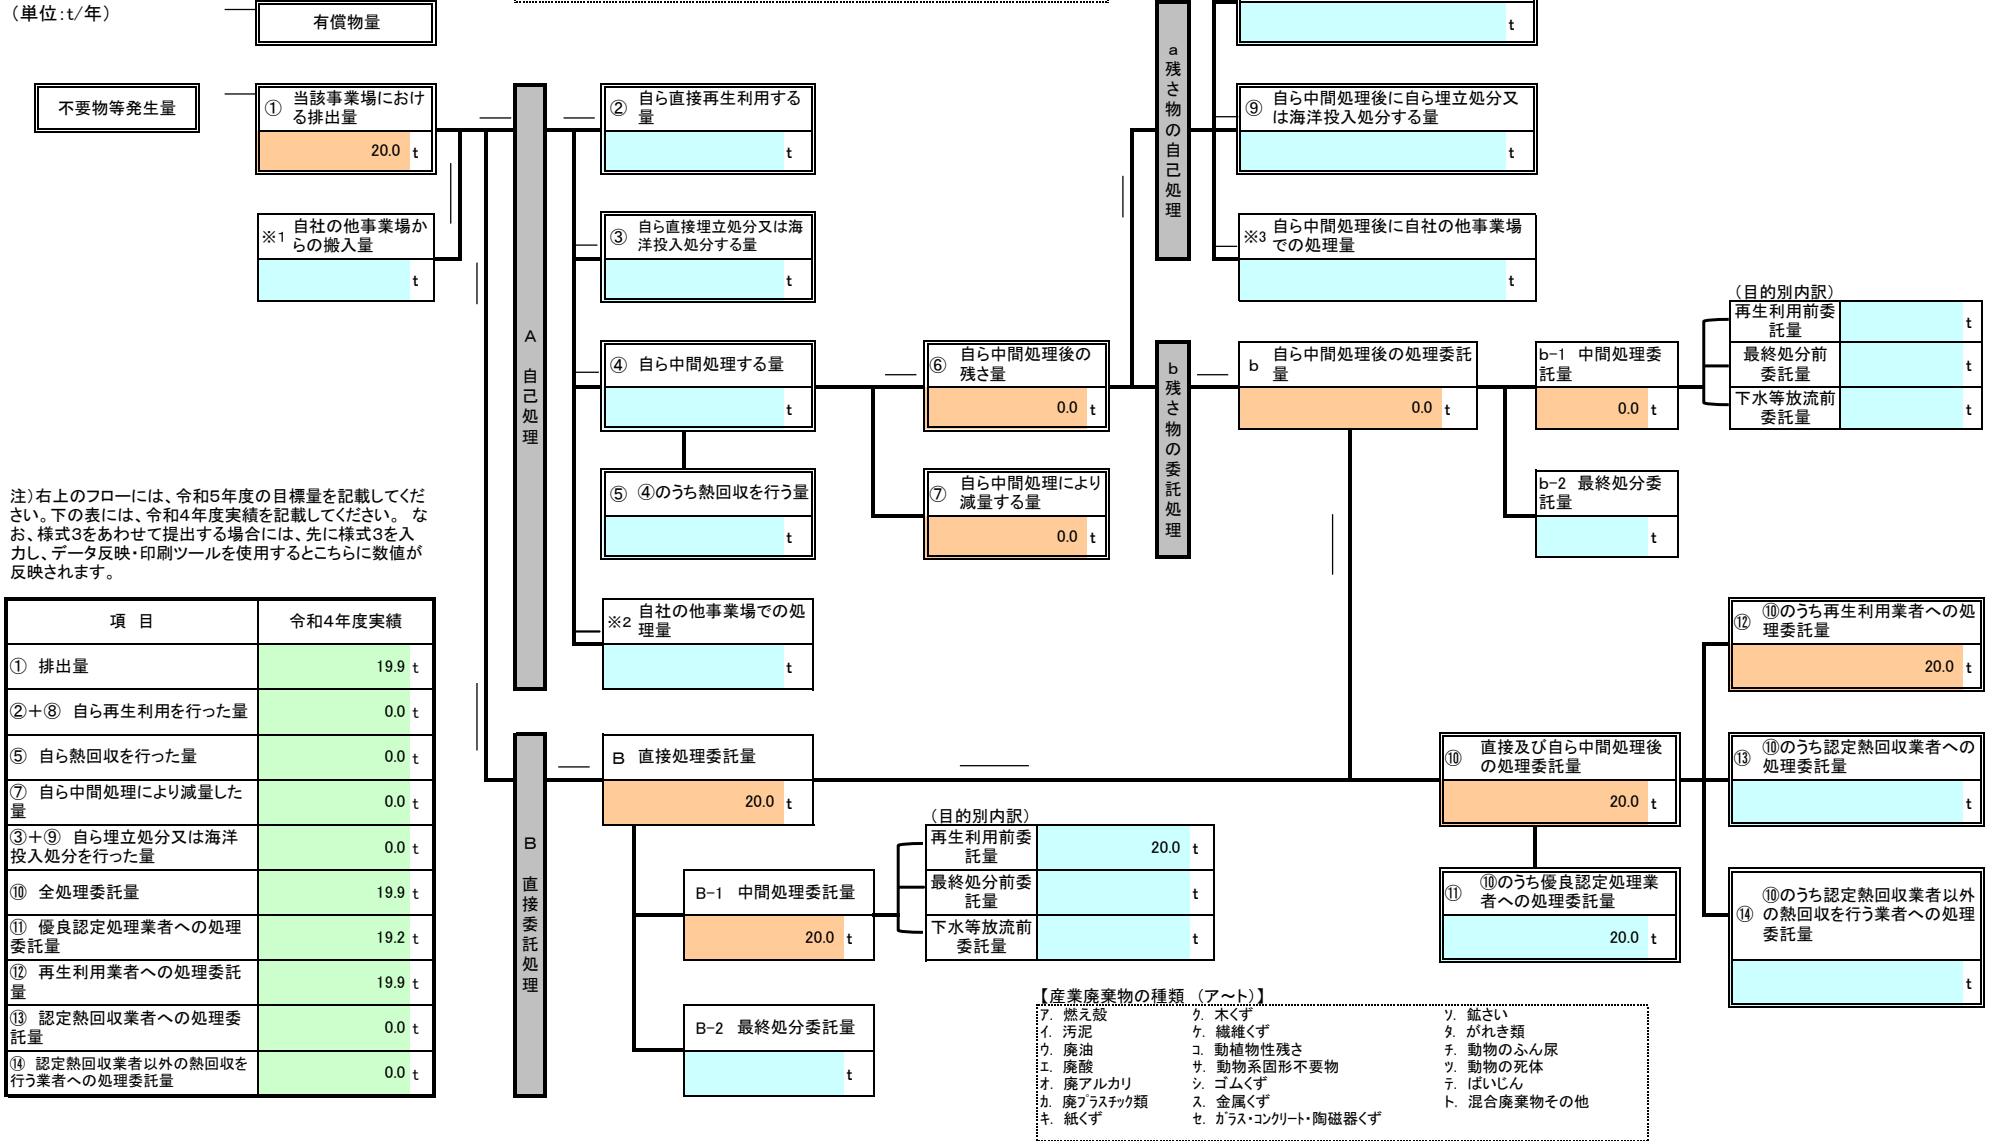 （単位:t/年）
有償物量
t
不要物等発生量
① 当該事業場における排出量
20.0 t
※1 自社の他事業場からの搬入量
t
A 自己処理
② 自ら直接再生利用する量
t
③ 自ら直接埋立処分又は海洋投入処分する量
t
④ 自ら中間処理する量
t
⑤ ④のうち熱回収を行う量
t
※2 自社の他事業場での処理量
t
⑥ 自ら中間処理後の残さ量
0.0 t
⑦ 自ら中間処理により減量する量
0.0 t
a 残さ物の自己処理
⑨ 自ら中間処理後に自ら埋立処分又は海洋投入処分する量
t
※3 自ら中間処理後に自社の他事業場での処理量
t
b 残さ物の委託処理
b 自ら中間処理後の処理委託量
0.0 t
b-1 中間処理委託量
0.0 t
（目的別内訳）
再生利用前委託量 t
最終処分前委託量 t
下水等放流前委託量 t
b-2 最終処分委託量
t
注）右上のフローには、令和5年度の目標量を記載してくだ
さい。下の表には、令和4年度実績を記載してください。 な
お、様式3をあわせて提出する場合には、先に様式3を入
力し、データ反映・印刷ツールを使用するとこちらに数値が
反映されます。
項 目 令和4年度実績
① 排出量 19.9 t
②＋⑧ 自ら再生利用を行った量 0.0 t
⑤ 自ら熱回収を行った量 0.0 t
⑦ 自ら中間処理により減量した量 0.0 t
③＋⑨ 自ら埋立処分又は海洋投入処分を行った量 0.0 t
⑩ 全処理委託量 19.9 t
⑪ 優良認定処理業者への処理委託量 19.2 t
⑫ 再生利用業者への処理委託量 19.9 t
⑬ 認定熱回収業者への処理委託量 0.0 t
⑭ 認定熱回収業者以外の熱回収を行う業者への処理委託量 0.0 t
B 直接委託処理
B 直接処理委託量
20.0 t
B-1 中間処理委託量
20.0 t
（目的別内訳）
再生利用前委託量 20.0 t
最終処分前委託量 t
下水等放流前委託量 t
B-2 最終処分委託量
t
⑩ 直接及び自ら中間処理後の処理委託量
20.0 t
⑪ ⑩のうち優良認定処理業者への処理委託量
20.0 t
⑫ ⑩のうち再生利用業者への処理委託量
20.0 t
⑬ ⑩のうち認定熱回収業者への処理委託量
t
⑭ ⑩のうち認定熱回収業者以外の熱回収を行う業者への処理委託量
t
【産業廃棄物の種類 （ア～ト）】
ｱ. 燃え殻 ｸ. 木くず ｿ. 鉱さい
ｲ. 汚泥 ｹ. 繊維くず ﾀ. がれき類
ｳ. 廃油 ｺ. 動植物性残さ ﾁ. 動物のふん尿
ｴ. 廃酸 ｻ. 動物系固形不要物 ﾂ. 動物の死体
ｵ. 廃アルカリ ｼ. ゴムくず ﾃ. ばいじん
ｶ. 廃ﾌﾟﾗｽﾁｯｸ類 ｽ. 金属くず ﾄ. 混合廃棄物その他
ｷ. 紙くず ｾ. ｶﾞﾗｽ・ｺﾝｸﾘｰﾄ・陶磁器くず